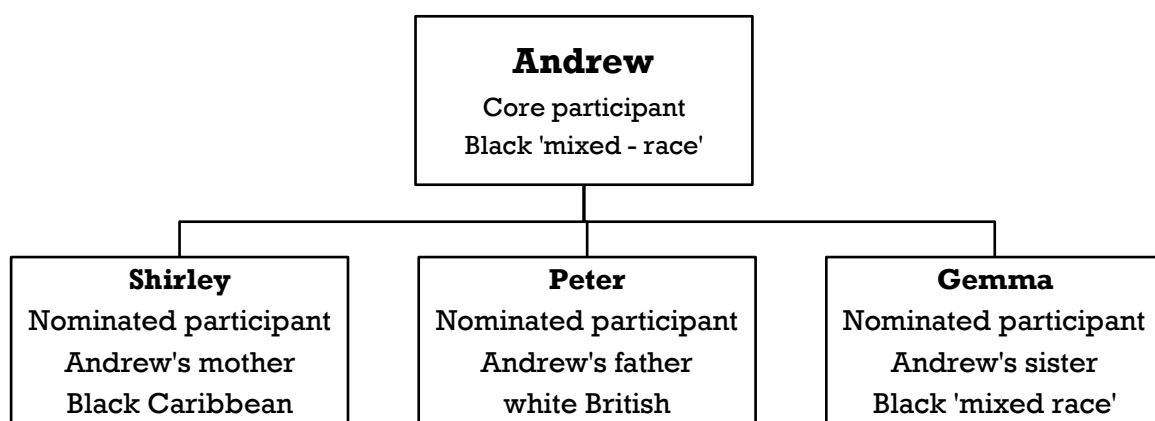 Andrew
Core participant
Black 'mixed - race'
Shirley
Nominated participant
Andrew's mother
Black Caribbean
Peter
Nominated participant
Andrew's father
white British
Gemma
Nominated participant
Andrew's sister
Black 'mixed race'